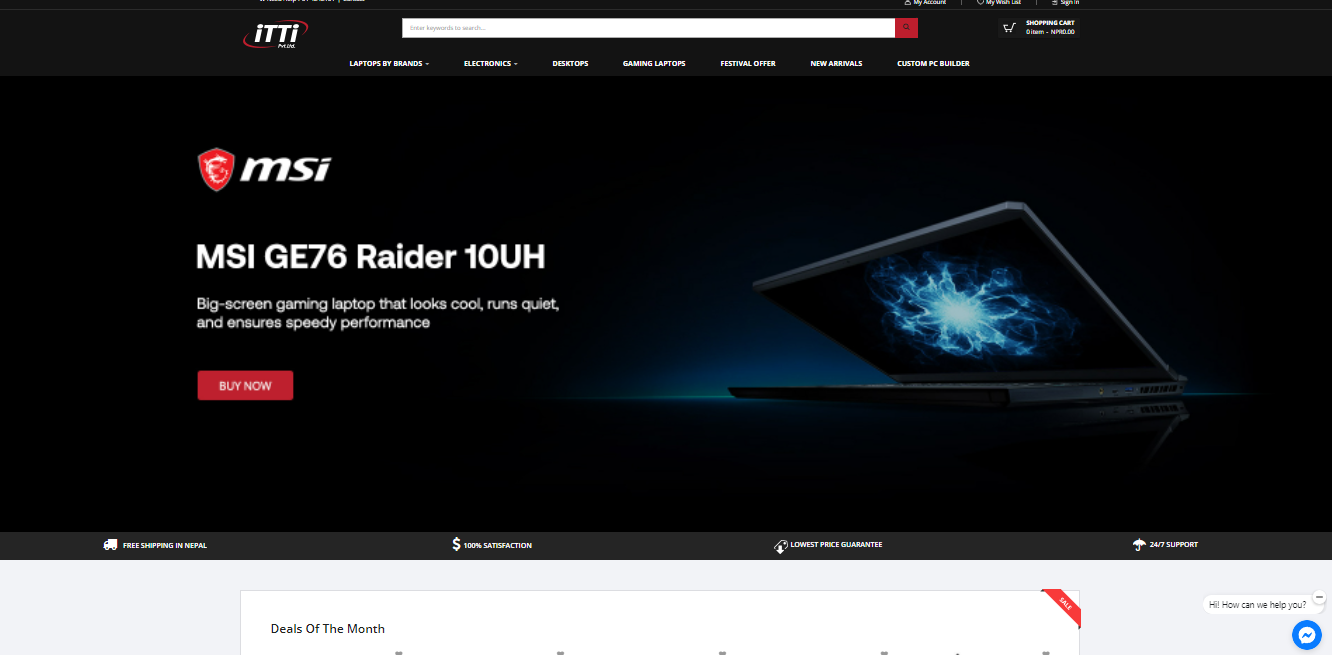 My Account
My Wish List
Sign In
iTTi
Pvt.Ltd.
Enter keywords to search...
SHOPPING CART
0 item - NPR0.00
LAPTOPS BY BRANDS
ELECTRONICS
DESKTOPS
GAMING LAPTOPS
FESTIVAL OFFER
NEW ARRIVALS
CUSTOM PC BUILDER
msi
MSI GE76 Raider 10UH
Big-screen gaming laptop that looks cool, runs quiet,
and ensures speedy performance
BUY NOW
FREE SHIPPING IN NEPAL
100% SATISFACTION
LOWEST PRICE GUARANTEE
24/7 SUPPORT
SALE
Hi! How can we help you?
Deals Of The Month